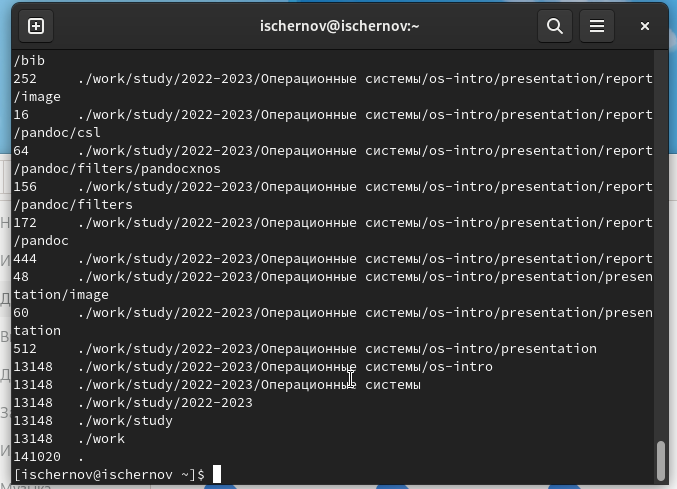 ischernov@ischernov:~
/bib
252     ./work/study/2022-2023/Операционные системы/os-intro/presentation/report
/image
16      ./work/study/2022-2023/Операционные системы/os-intro/presentation/report
/pandoc/csl
64      ./work/study/2022-2023/Операционные системы/os-intro/presentation/report
/pandoc/filters/pandocxnos
156     ./work/study/2022-2023/Операционные системы/os-intro/presentation/report
/pandoc/filters
172     ./work/study/2022-2023/Операционные системы/os-intro/presentation/report
/pandoc
444     ./work/study/2022-2023/Операционные системы/os-intro/presentation/report
48      ./work/study/2022-2023/Операционные системы/os-intro/presentation/presen
tation/image
60      ./work/study/2022-2023/Операционные системы/os-intro/presentation/presen
tation
512     ./work/study/2022-2023/Операционные системы/os-intro/presentation
13148   ./work/study/2022-2023/Операционные системы/os-intro
13148   ./work/study/2022-2023/Операционные системы
13148   ./work/study/2022-2023
13148   ./work/study
13148   ./work
141020  .
[ischernov@ischernov ~]$